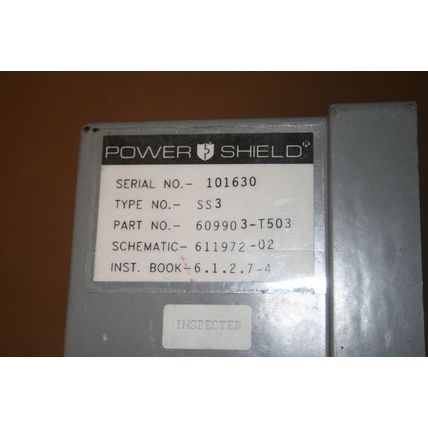 POWER SHIELD
SERIAL NO.- 101630
TYPE NO.- SS3
PART NO.- 609903-T503
SCHEMATIC- 611972-02
INST. BOOK-6.1.2.7-4
INSPECTED